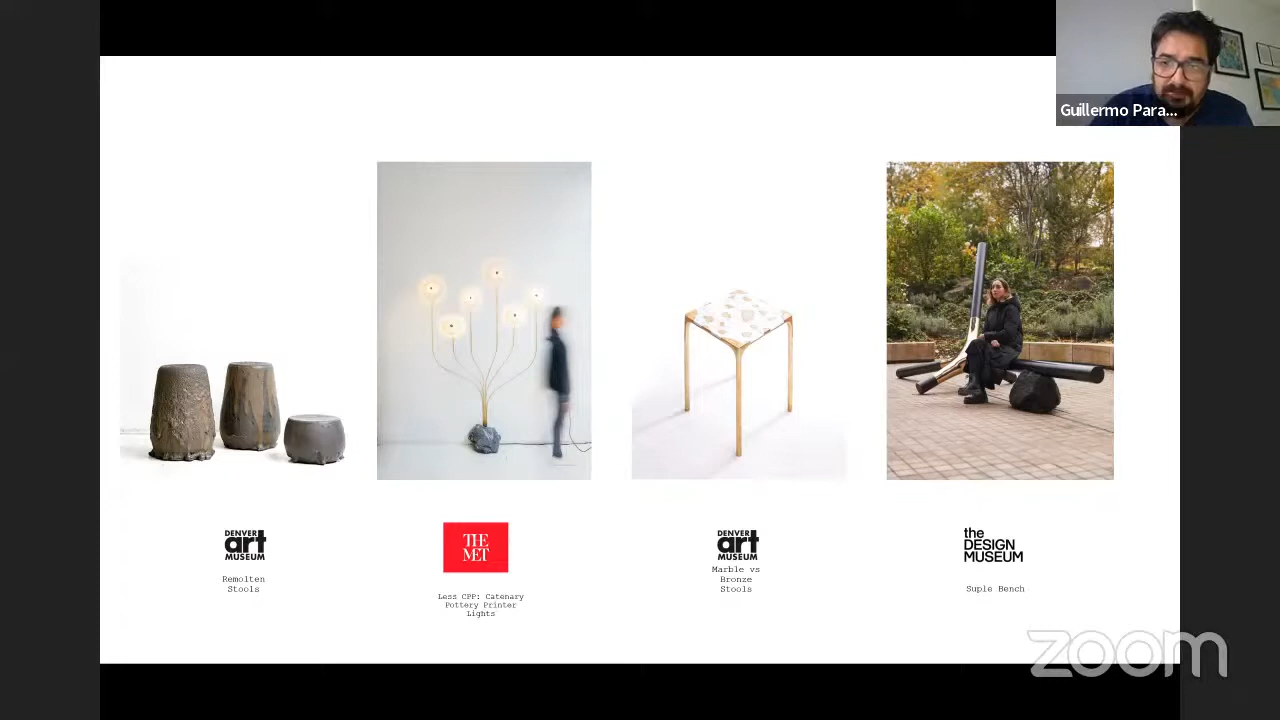 Guillermo Para...
DENVER
art
MUSEUM
Remolten
Stools
THE
MET
Less CPP: Catenary
Pottery Printer
Lights
DENVER
art
MUSEUM
Marble vs
Bronze
Stools
the
DESIGN
MUSEUM
Suple Bench
zoom